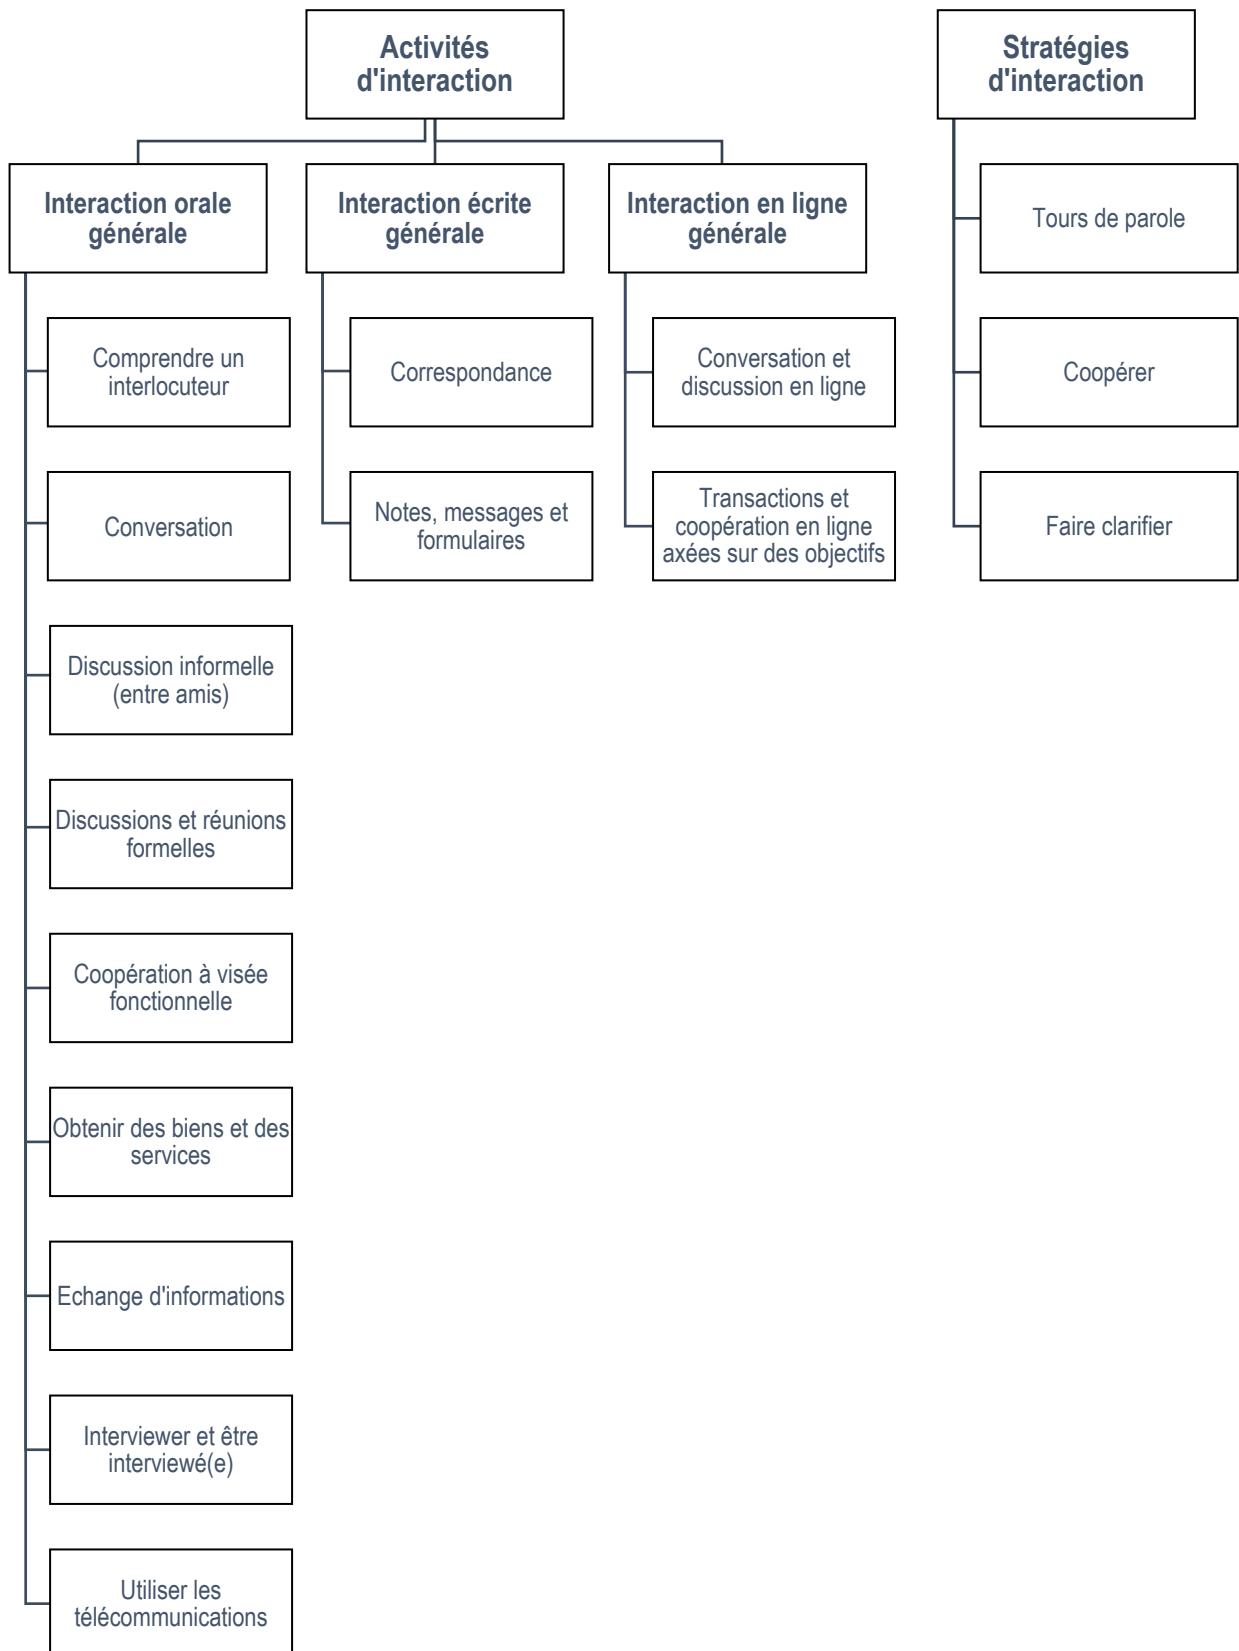 Activités
d'interaction
Stratégies
d'interaction
Interaction orale
générale
Interaction écrite
générale
Interaction en ligne
générale
Tours de parole
Comprendre un
interlocuteur
Correspondance
Conversation et
discussion en ligne
Coopérer
Conversation
Notes, messages et
formulaires
Transactions et
coopération en ligne
axées sur des objectifs
Faire clarifier
Discussion informelle
(entre amis)
Discussions et réunions
formelles
Coopération à visée
fonctionnelle
Obtenir des biens et des
services
Echange d'informations
Interviewer et être
interviewé(e)
Utiliser les
télécommunications